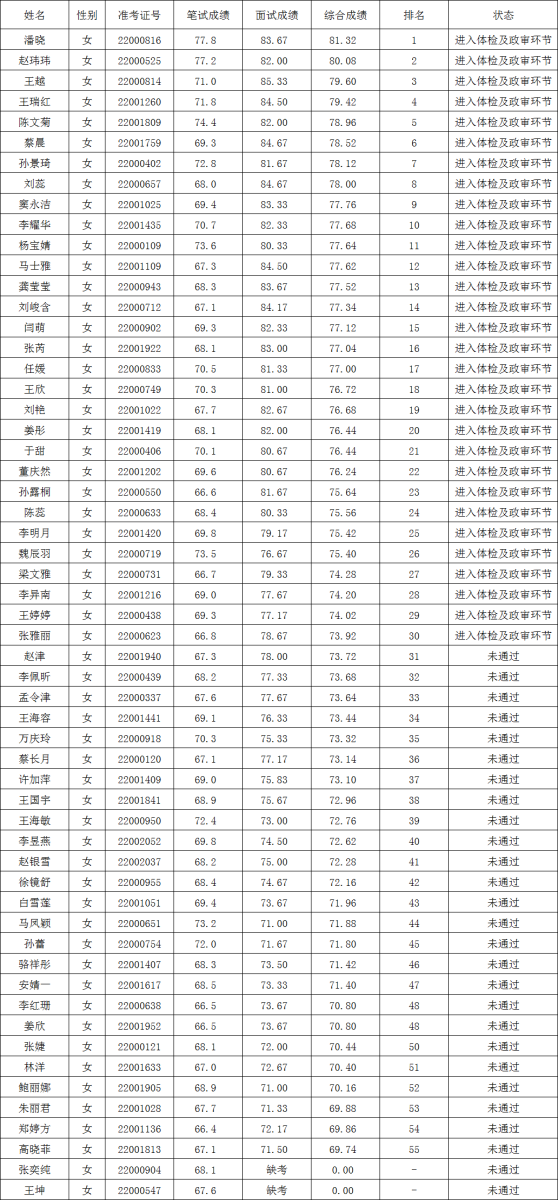 姓名 性别 准考证号 笔试成绩 面试成绩 综合成绩 排名 状态
潘晓 女 22000816 77.8 83.67 81.32 1 进入体检及政审环节
赵玮玮 女 22000525 77.2 82.00 80.08 2 进入体检及政审环节
王越 女 22000814 71.0 85.33 79.60 3 进入体检及政审环节
王瑞红 女 22001260 71.8 84.50 79.42 4 进入体检及政审环节
陈文菊 女 22001809 74.4 82.00 78.96 5 进入体检及政审环节
蔡晨 女 22001759 69.3 84.67 78.52 6 进入体检及政审环节
孙景琦 女 22000402 72.8 81.67 78.12 7 进入体检及政审环节
刘蕊 女 22000657 68.0 84.67 78.00 8 进入体检及政审环节
窦永洁 女 22001025 69.4 83.33 77.76 9 进入体检及政审环节
李耀华 女 22001435 70.7 82.33 77.68 10 进入体检及政审环节
杨宝婧 女 22000109 73.6 80.33 77.64 11 进入体检及政审环节
马士雅 女 22001109 67.3 84.50 77.62 12 进入体检及政审环节
龚莹莹 女 22000943 68.3 83.67 77.52 13 进入体检及政审环节
刘峻含 女 22000712 67.1 84.17 77.34 14 进入体检及政审环节
闫萌 女 22000902 69.3 82.33 77.12 15 进入体检及政审环节
张芮 女 22001922 68.1 83.00 77.04 16 进入体检及政审环节
任媛 女 22000833 70.5 81.33 77.00 17 进入体检及政审环节
王欣 女 22000749 70.3 81.00 76.72 18 进入体检及政审环节
刘艳 女 22001022 67.7 82.67 76.68 19 进入体检及政审环节
姜彤 女 22001419 68.1 82.00 76.44 20 进入体检及政审环节
于甜 女 22000406 70.1 80.67 76.44 21 进入体检及政审环节
董庆然 女 22001202 69.6 80.67 76.24 22 进入体检及政审环节
孙露桐 女 22000550 66.6 81.67 75.64 23 进入体检及政审环节
陈蕊 女 22000633 68.4 80.33 75.56 24 进入体检及政审环节
李明月 女 22001420 69.8 79.17 75.42 25 进入体检及政审环节
魏辰羽 女 22000719 73.5 76.67 75.40 26 进入体检及政审环节
梁文雅 女 22000731 66.7 79.33 74.28 27 进入体检及政审环节
李异南 女 22001216 69.0 77.67 74.20 28 进入体检及政审环节
王婷婷 女 22000438 69.3 77.17 74.02 29 进入体检及政审环节
张雅丽 女 22000623 66.8 78.67 73.92 30 进入体检及政审环节
赵津 女 22001940 67.3 78.00 73.72 31 未通过
李佩昕 女 22000439 68.2 77.33 73.68 32 未通过
孟令津 女 22000337 67.6 77.67 73.64 33 未通过
王海容 女 22001441 69.1 76.33 73.44 34 未通过
万庆玲 女 22000918 70.3 75.33 73.32 35 未通过
蔡长月 女 22000120 67.1 77.17 73.14 36 未通过
许加萍 女 22001409 69.0 75.83 73.10 37 未通过
王国宇 女 22001841 68.9 75.67 72.96 38 未通过
王海敏 女 22000950 72.4 73.00 72.76 39 未通过
李昱燕 女 22002052 69.8 74.50 72.62 40 未通过
赵银雪 女 22002037 68.2 75.00 72.28 41 未通过
徐镜舒 女 22000955 68.4 74.67 72.16 42 未通过
白雪莲 女 22001051 69.4 73.67 71.96 43 未通过
马凤颖 女 22000651 73.2 71.00 71.88 44 未通过
孙蕾 女 22000754 72.0 71.67 71.80 45 未通过
骆祥彤 女 22001407 68.3 73.50 71.42 46 未通过
安婧一 女 22001617 68.5 73.33 71.40 47 未通过
李红珊 女 22000638 66.5 73.67 70.80 48 未通过
姜欣 女 22001952 66.5 73.67 70.80 48 未通过
张婕 女 22000121 68.1 72.00 70.44 50 未通过
林洋 女 22001633 67.0 72.67 70.40 51 未通过
鲍丽娜 女 22001905 68.9 71.00 70.16 52 未通过
朱丽君 女 22001028 67.7 71.33 69.88 53 未通过
郑婷方 女 22001136 66.4 72.17 69.86 54 未通过
高晓菲 女 22001813 67.1 71.50 69.74 55 未通过
张奕纯 女 22000904 68.1 缺考 0.00 - 未通过
王坤 女 22000547 67.6 缺考 0.00 - 未通过